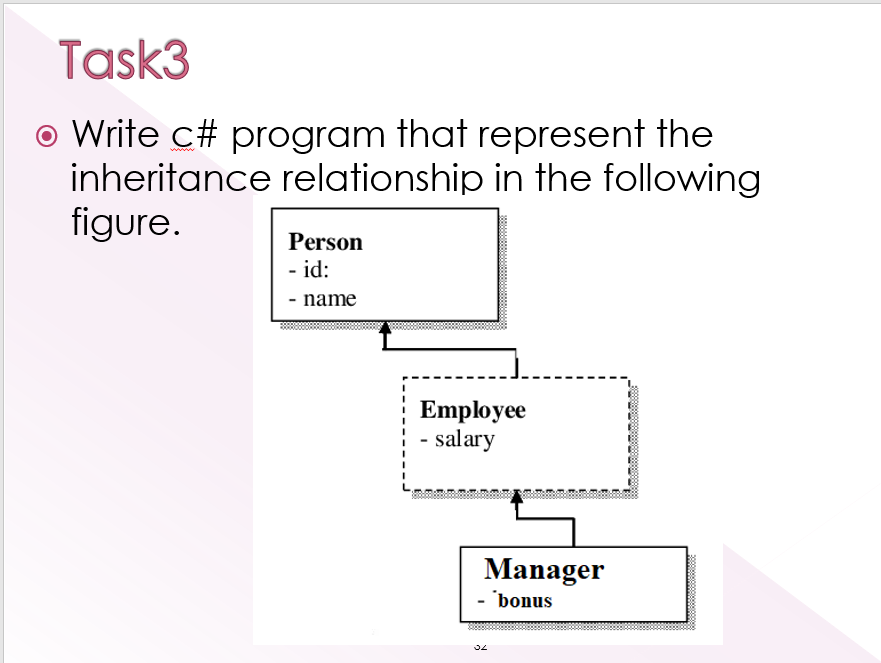 Task3
Write c# program that represent the
inheritance relationship in the following
figure.
Person
- id:
- name
Employee
- salary
Manager
- bonus
32